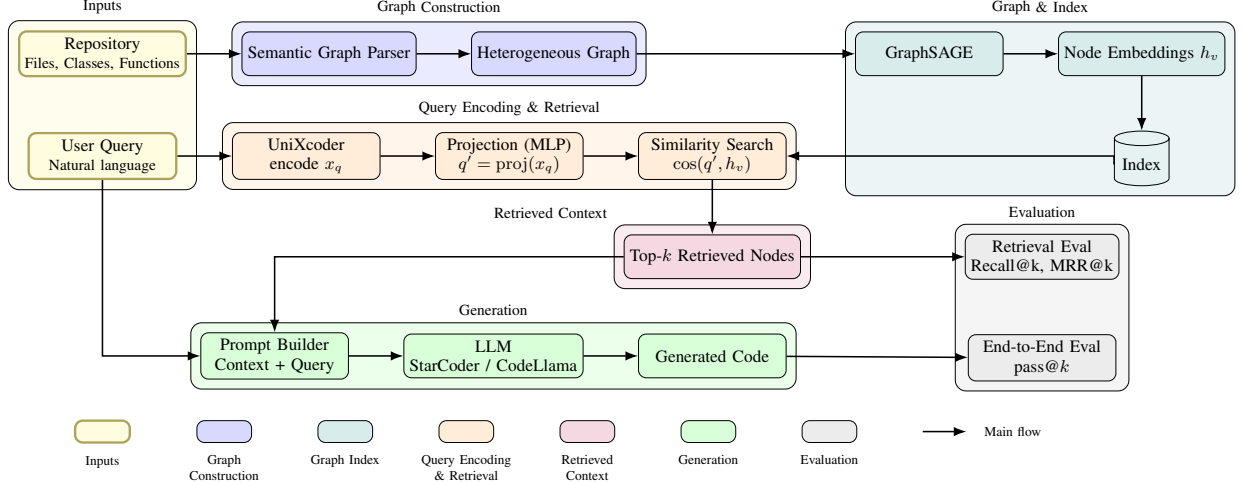 Inputs
Graph Construction
Graph & Index
Repository
Files, Classes, Functions
Semantic Graph Parser
Heterogeneous Graph
GraphSAGE
Node Embeddings h_v
Query Encoding & Retrieval
User Query
Natural language
UniXcoder
encode x_q
Projection (MLP)
q′ = proj(x_q)
Similarity Search
cos(q′, h_v)
Index
Retrieved Context
Evaluation
Top-k Retrieved Nodes
Retrieval Eval
Recall@k, MRR@k
Generation
Prompt Builder
Context + Query
LLM
StarCoder / CodeLlama
Generated Code
End-to-End Eval
pass@k
Main flow
Inputs
Graph
Construction
Graph Index
Query Encoding
& Retrieval
Retrieved
Context
Generation
Evaluation